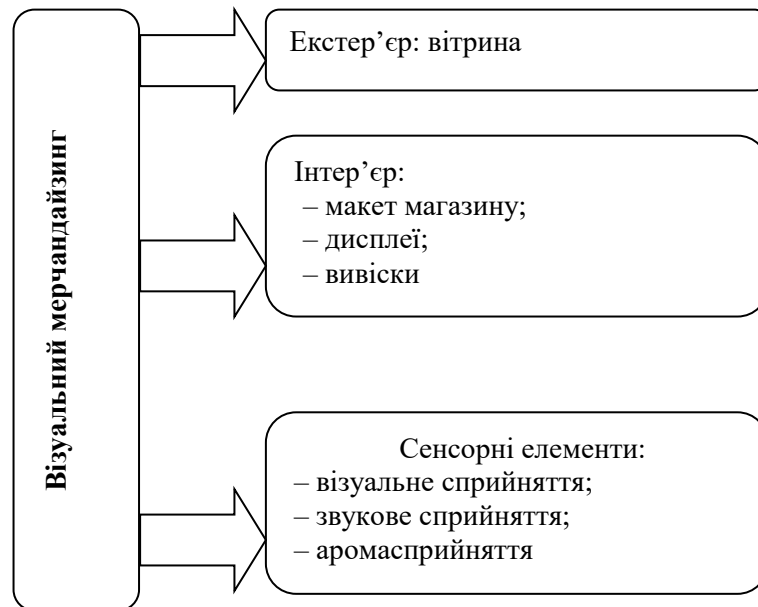 Візуальний мерчандайзинг
Екстер’єр: вітрина
Інтер’єр:
– макет магазину;
– дисплеї;
– вивіски
Сенсорні елементи:
– візуальне сприйняття;
– звукове сприйняття;
– аромасприйняття